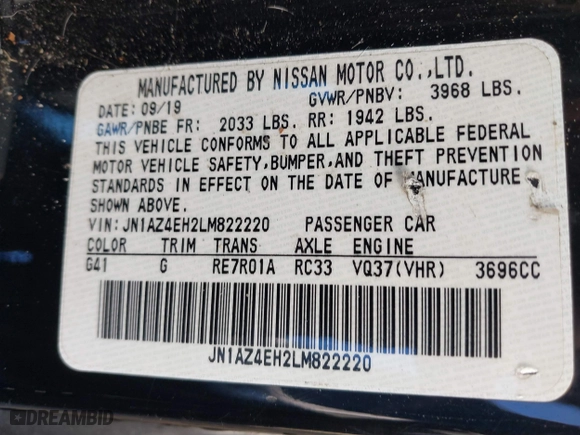 MANUFACTURED BY NISSAN MOTOR CO.,LTD.
DATE: 09/19 GVWR/PNBV: 3968 LBS.
GAWR/PNBE FR: 2033 LBS. RR: 1942 LBS.
THIS VEHICLE CONFORMS TO ALL APPLICABLE FEDERAL
MOTOR VEHICLE SAFETY,BUMPER,AND THEFT PREVENTION
STANDARDS IN EFFECT ON THE DATE OF MANUFACTURE
SHOWN ABOVE.
VIN:JN1AZ4EH2LM822220 PASSENGER CAR
COLOR TRIM TRANS AXLE ENGINE
G41 G RE7R01A RC33 VQ37(VHR) 3696CC
JN1AZ4EH2LM822220
DREAMBID